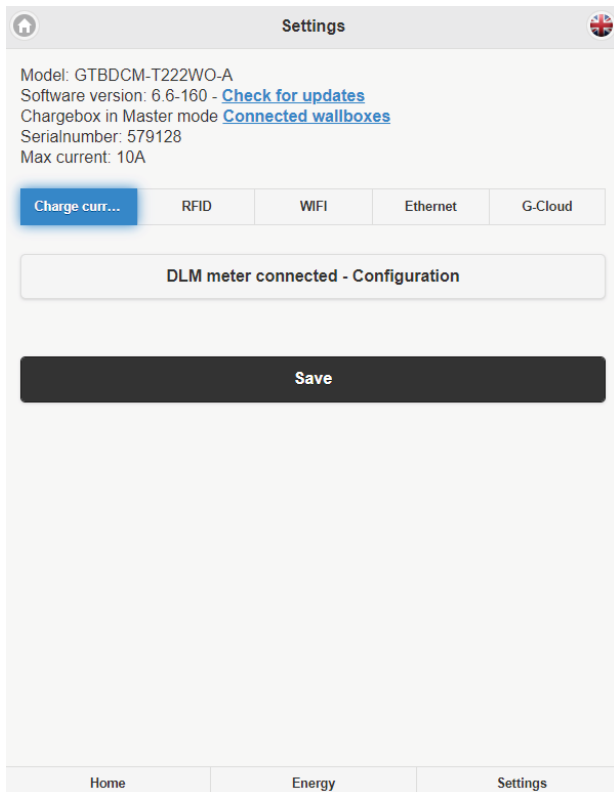 Settings
Model: GTBDCM-T222WO-A
Software version: 6.6-160 - Check for updates
Chargebox in Master mode Connected wallboxes
Serialnumber: 579128
Max current: 10A
Charge curr... RFID WIFI Ethernet G-Cloud
DLM meter connected - Configuration
Save
Home Energy Settings